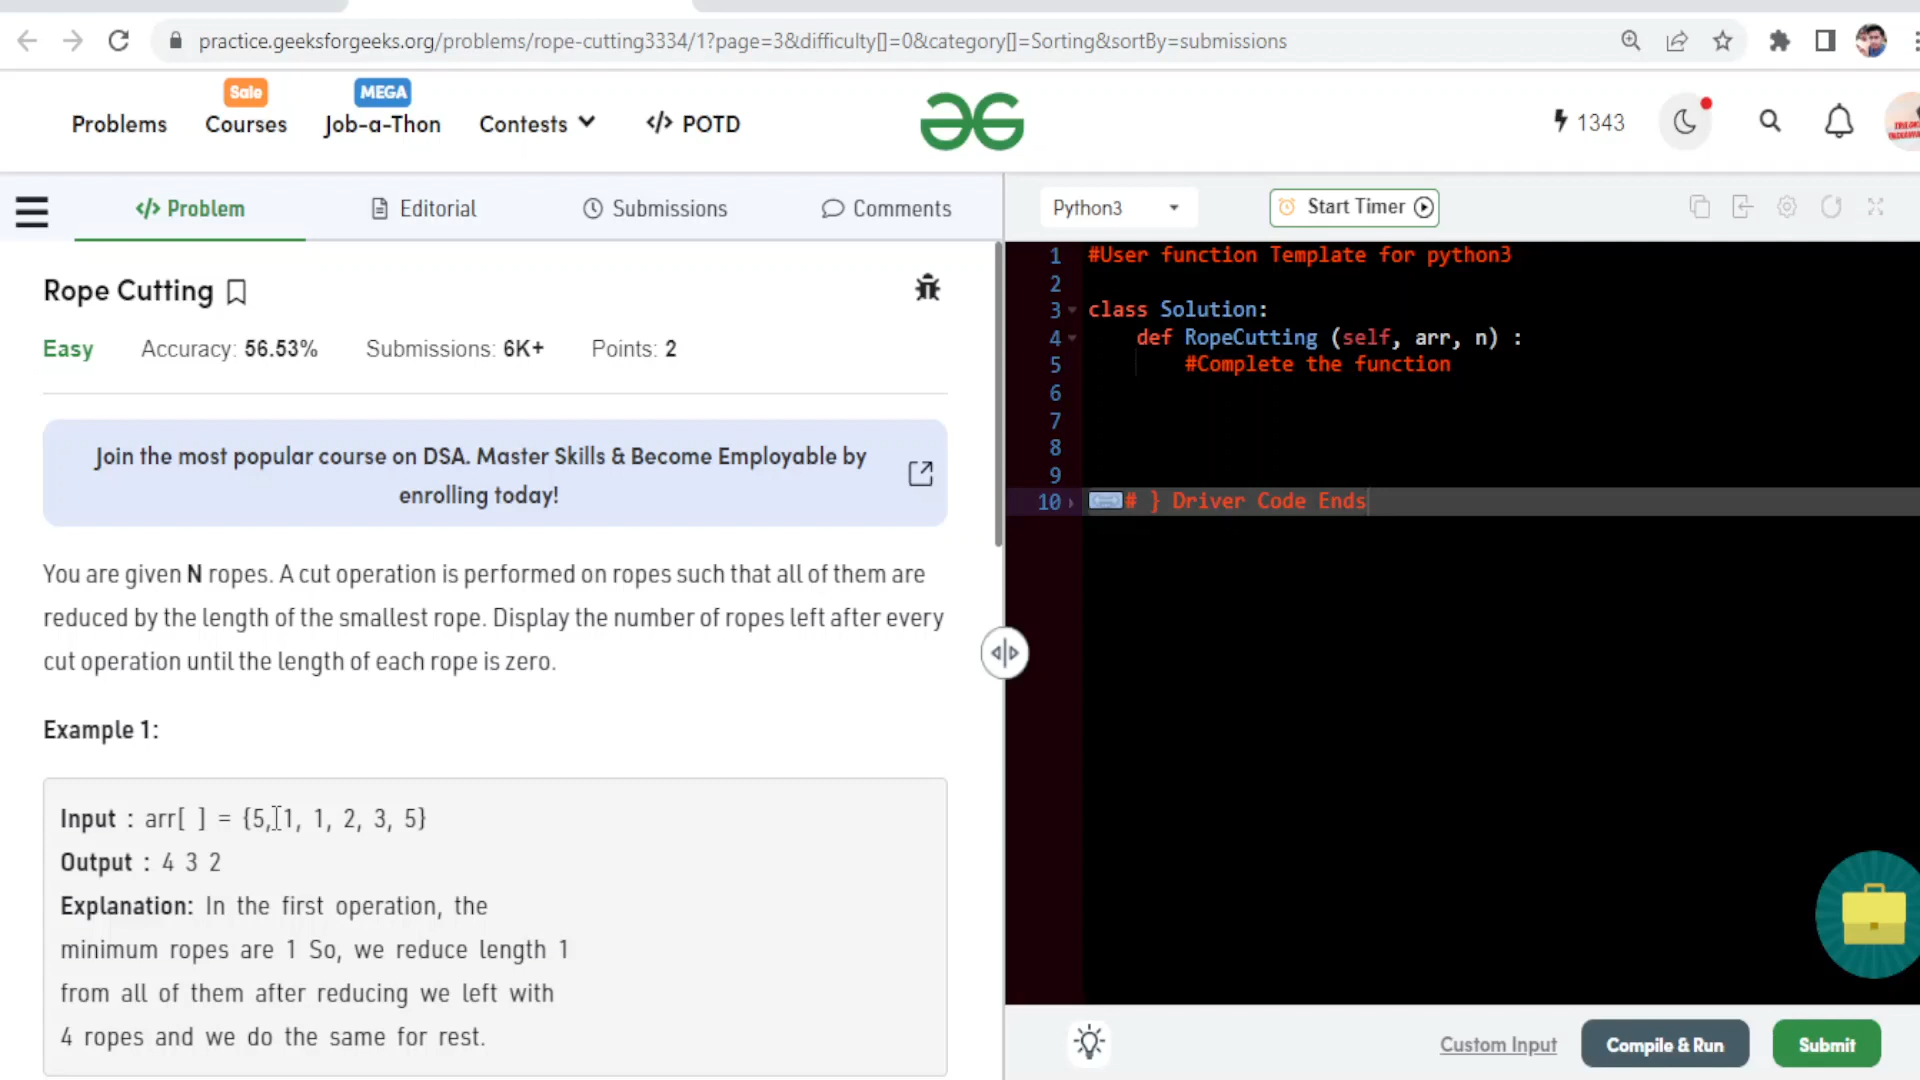 practice.geeksforgeeks.org/problems/rope-cutting3334/1?page=3&difficulty[]=0&category[]=Sorting&sortBy=submissions
Sale
MEGA
Problems
Courses
Job-a-Thon
Contests
</> POTD
1343
</> Problem
Editorial
Submissions
Comments
Python3
Start Timer
Rope Cutting
Easy
Accuracy: 56.53%
Submissions: 6K+
Points: 2
Join the most popular course on DSA. Master Skills & Become Employable by
enrolling today!
You are given N ropes. A cut operation is performed on ropes such that all of them are
reduced by the length of the smallest rope. Display the number of ropes left after every
cut operation until the length of each rope is zero.
Example 1:
Input : arr[ ] = {5, 1, 1, 2, 3, 5}
Output : 4 3 2
Explanation: In the first operation, the
minimum ropes are 1 So, we reduce length 1
from all of them after reducing we left with
4 ropes and we do the same for rest.
1 #User function Template for python3
2
3 class Solution:
4 def RopeCutting (self, arr, n) :
5 #Complete the function
6
7
8
9
10 # } Driver Code Ends
Custom Input
Compile & Run
Submit